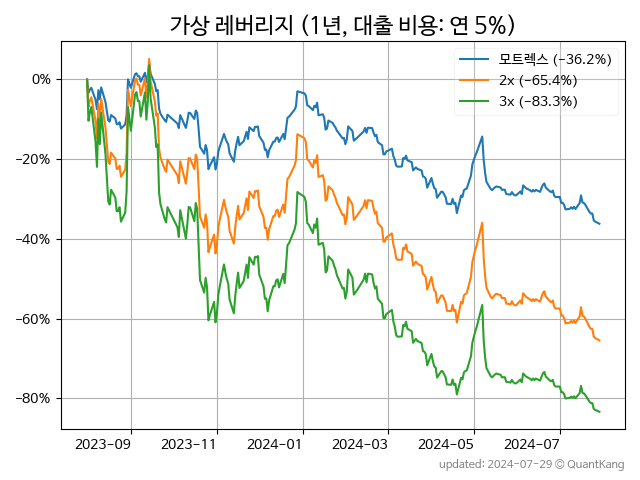 가상 레버리지 (1년, 대출 비용: 연 5%)
모트렉스 (−36.2%)
2x (−65.4%)
3x (−83.3%)
0%
−20%
−40%
−60%
−80%
2023-09
2023-11
2024-01
2024-03
2024-05
2024-07
updated: 2024-07-29 © QuantKang